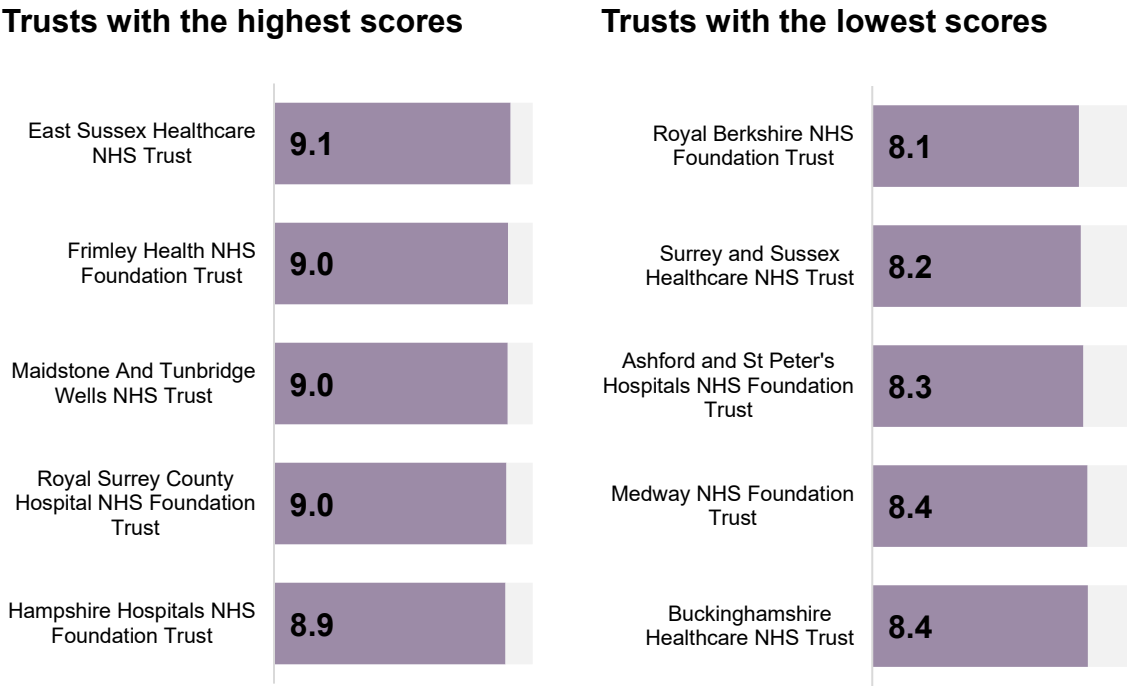 Trusts with the highest scores
East Sussex Healthcare
NHS Trust
9.1
Frimley Health NHS
Foundation Trust
9.0
Maidstone And Tunbridge
Wells NHS Trust
9.0
Royal Surrey County
Hospital NHS Foundation
Trust
9.0
Hampshire Hospitals NHS
Foundation Trust
8.9
Trusts with the lowest scores
Royal Berkshire NHS
Foundation Trust
8.1
Surrey and Sussex
Healthcare NHS Trust
8.2
Ashford and St Peter's
Hospitals NHS Foundation
Trust
8.3
Medway NHS Foundation
Trust
8.4
Buckinghamshire
Healthcare NHS Trust
8.4